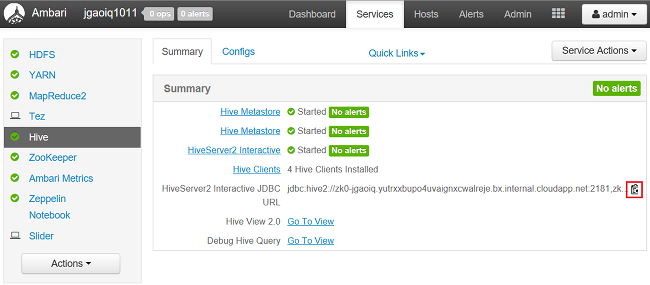 Ambari jgaoiq1011 0 ops 0 alerts Dashboard Services Hosts Alerts Admin admin
HDFS
YARN
MapReduce2
Tez
Hive
ZooKeeper
Ambari Metrics
Zeppelin
Notebook
Slider
Actions
Summary Configs Quick Links Service Actions
Summary No alerts
Hive Metastore Started No alerts
Hive Metastore Started No alerts
HiveServer2 Interactive Started No alerts
Hive Clients 4 Hive Clients Installed
HiveServer2 Interactive JDBC jdbc:hive2://zk0-jgaoiq.yutrxxbupo4uvaignxcwalreje.bx.internal.cloudapp.net:2181,zk...
URL
Hive View 2.0 Go To View
Debug Hive Query Go To View